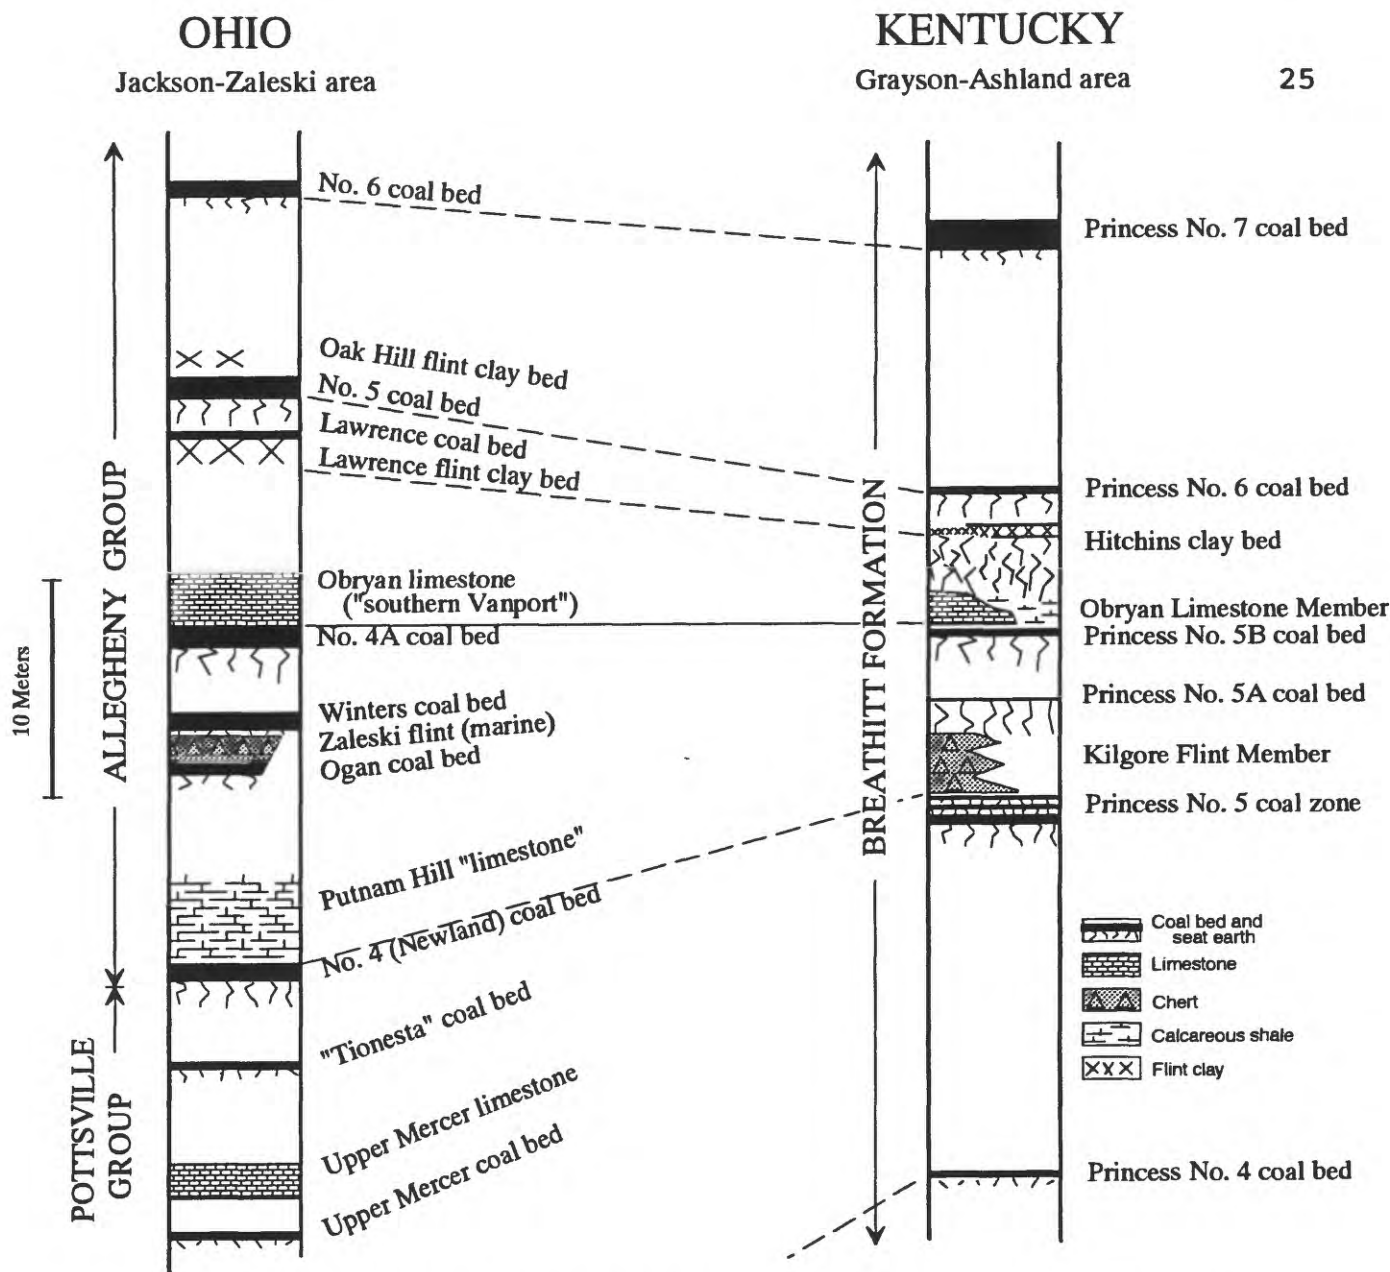 OHIO
Jackson-Zaleski area
KENTUCKY
Grayson-Ashland area
25
No. 6 coal bed
Oak Hill flint clay bed
No. 5 coal bed
Lawrence coal bed
Lawrence flint clay bed
Obryan limestone
("southern Vanport")
No. 4A coal bed
Winters coal bed
Zaleski flint (marine)
Ogan coal bed
Putnam Hill "limestone"
No. 4 (Newland) coal bed
"Tionesta" coal bed
Upper Mercer limestone
Upper Mercer coal bed
ALLEGHENY GROUP
POTTSVILLE
GROUP
10 Meters
BREATHITT FORMATION
Princess No. 7 coal bed
Princess No. 6 coal bed
Hitchins clay bed
Obryan Limestone Member
Princess No. 5B coal bed
Princess No. 5A coal bed
Kilgore Flint Member
Princess No. 5 coal zone
Coal bed and
seat earth
Limestone
Chert
Calcareous shale
Flint clay
Princess No. 4 coal bed